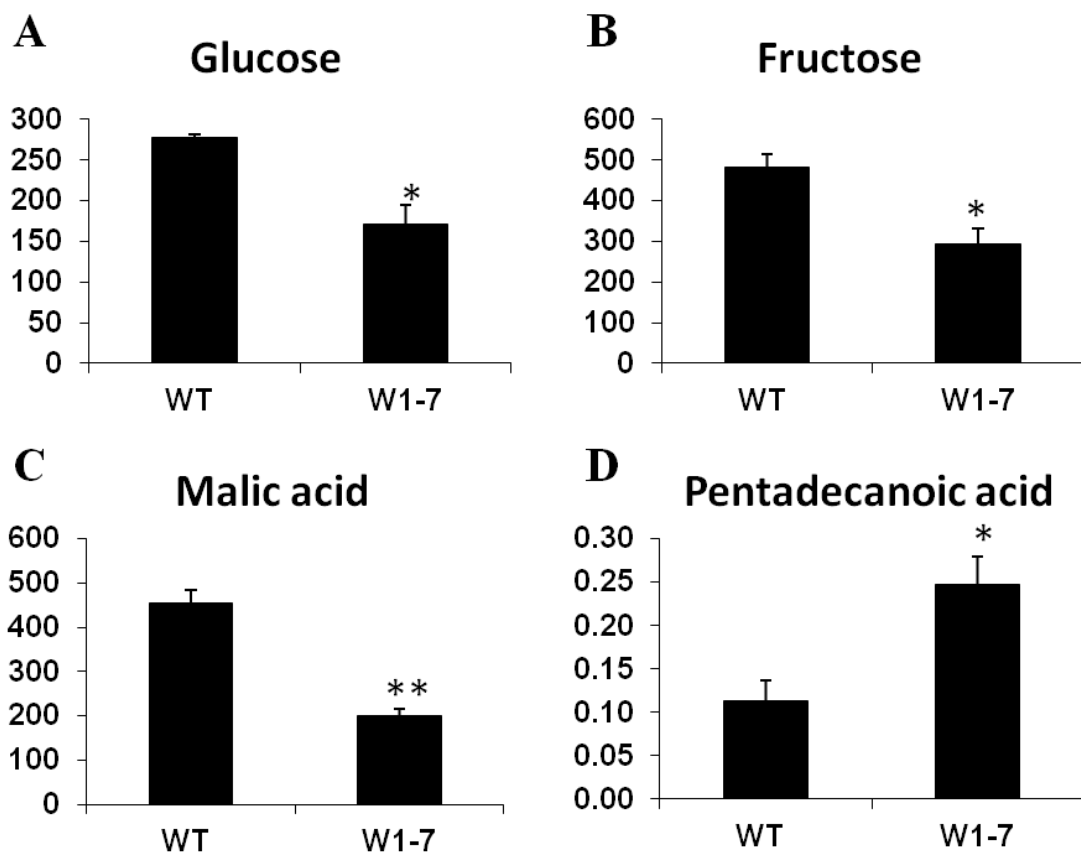 A
Glucose
300
250
200
150
100
50
0
*
WT
W1-7
B
Fructose
600
500
400
300
200
100
0
*
WT
W1-7
C
Malic acid
600
500
400
300
200
100
0
**
WT
W1-7
D
Pentadecanoic acid
0.30
0.25
0.20
0.15
0.10
0.05
0.00
*
WT
W1-7